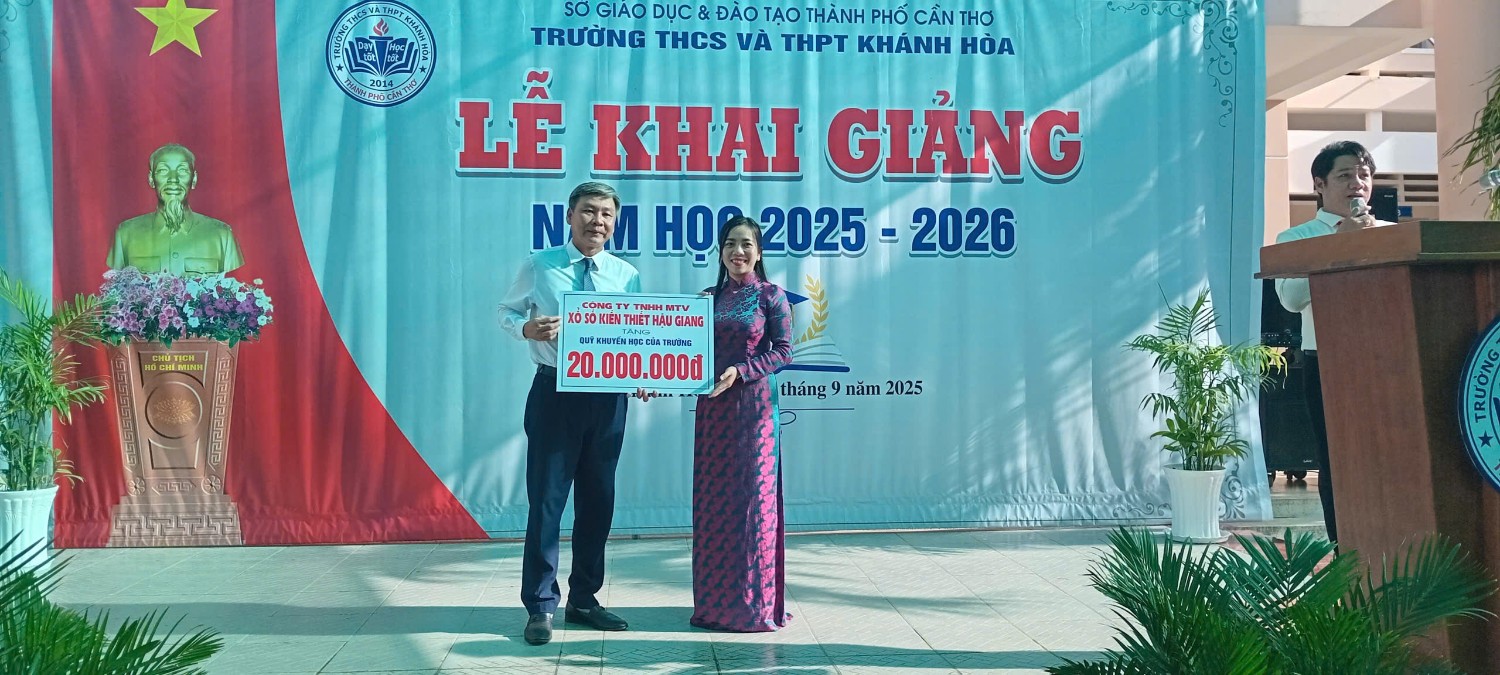 SỞ GIÁO DỤC & ĐÀO TẠO THÀNH PHỐ CẦN THƠ
TRƯỜNG THCS VÀ THPT KHÁNH HÒA
TRƯỜNG THCS VÀ THPT KHÁNH HÒA
Dạy Học
tốt tốt
2014
THÀNH PHỐ CẦN THƠ
LỄ KHAI GIẢNG
NĂM HỌC 2025 - 2026
CÔNG TY TNHH MTV
XỔ SỐ KIẾN THIẾT HẬU GIANG
TẶNG
QUỸ KHUYẾN HỌC CỦA TRƯỜNG
20.000.000đ
tháng 9 năm 2025
CHỦ TỊCH
HỒ CHÍ MINH
TRƯỜNG